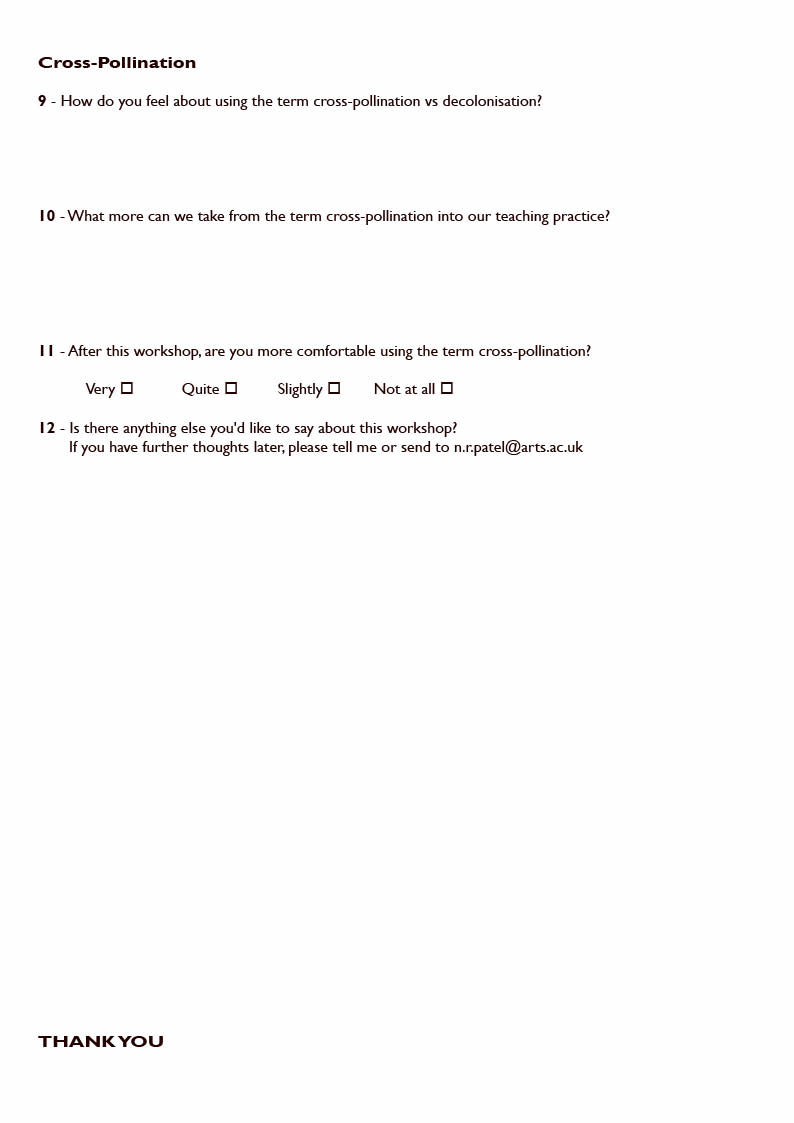 Cross-Pollination
9 - How do you feel about using the term cross-pollination vs decolonisation?
10 - What more can we take from the term cross-pollination into our teaching practice?
11 - After this workshop, are you more comfortable using the term cross-pollination?
Very ☐ Quite ☐ Slightly ☐ Not at all ☐
12 - Is there anything else you'd like to say about this workshop?
If you have further thoughts later, please tell me or send to n.r.patel@arts.ac.uk
THANK YOU